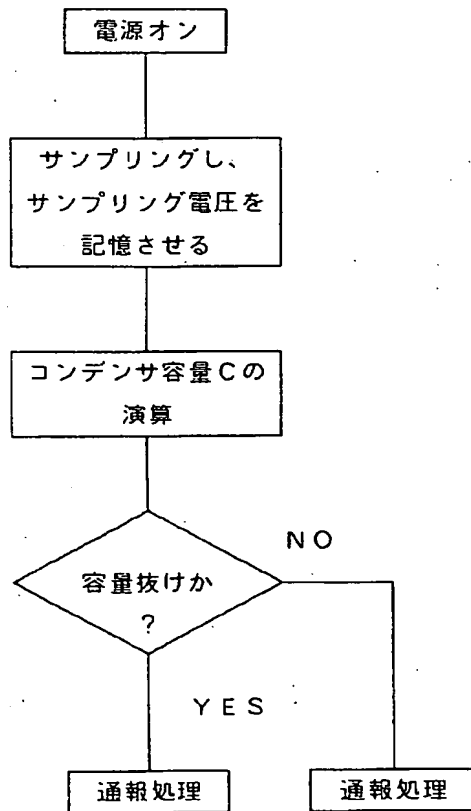 電源オン
サンプリングし、
サンプリング電圧を
記憶させる
コンデンサ容量Cの
演算
容量抜けか
?
NO
YES
通報処理
通報処理